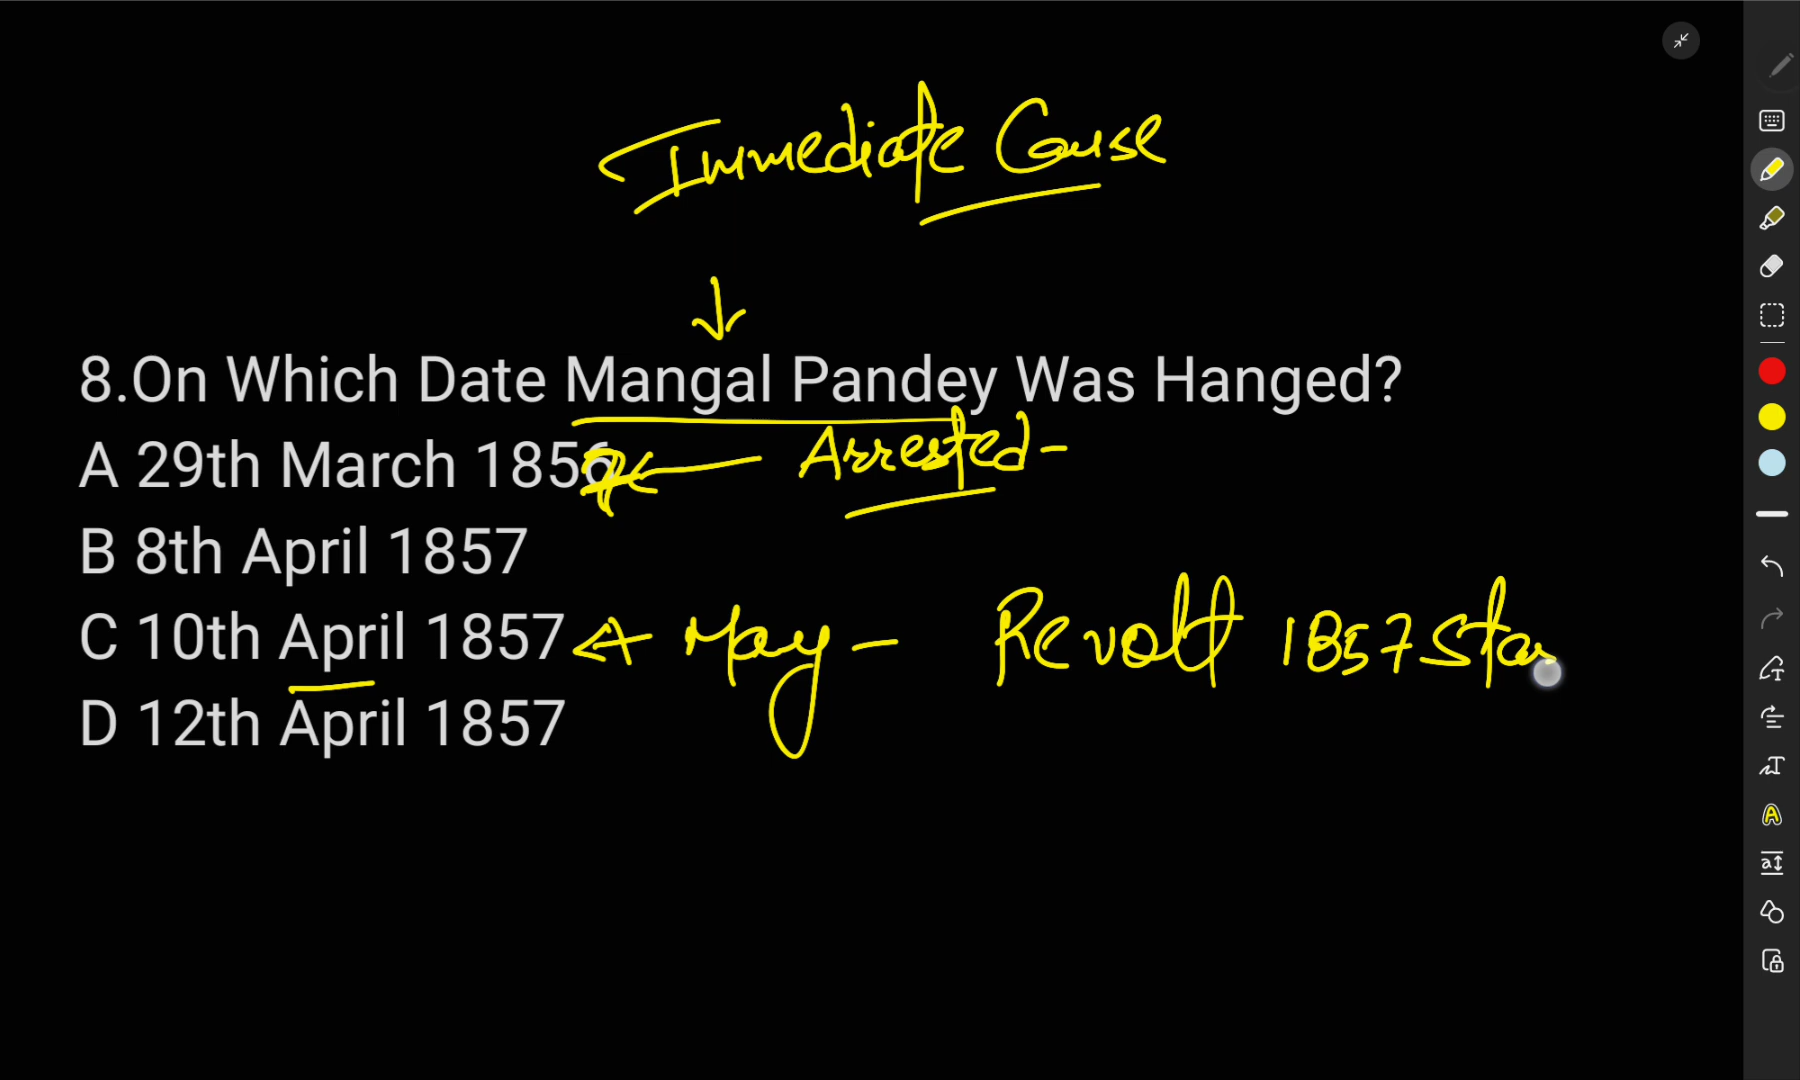 Immediate Cause
8.On Which Date Mangal Pandey Was Hanged?
A 29th March 1857 Arrested-
B 8th April 1857
C 10th April 1857 May - Revolt 1857 Star
D 12th April 1857